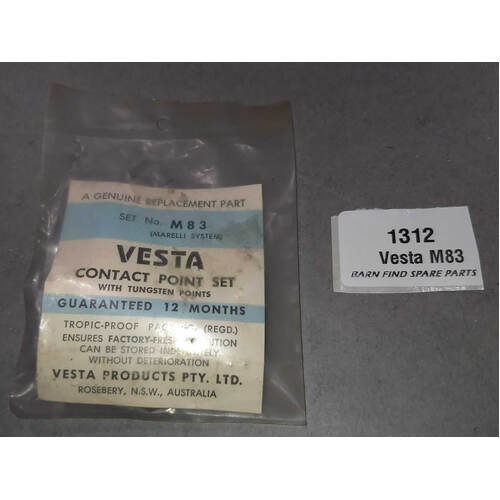 A GENUINE REPLACEMENT PART
SET No. M83
(MARELLI SYSTEM)
VESTA
CONTACT POINT SET
WITH TUNGSTEN POINTS
GUARANTEED 12 MONTHS
TROPIC-PROOF (REGD.)
ENSURES FACTORY-FRESH
CAN BE STORED
WITHOUT DETERIORATION
VESTA PRODUCTS PTY. LTD.
ROSEBERY, N.S.W., AUSTRALIA
1312
Vesta M83
BARN FIND SPARE PARTS